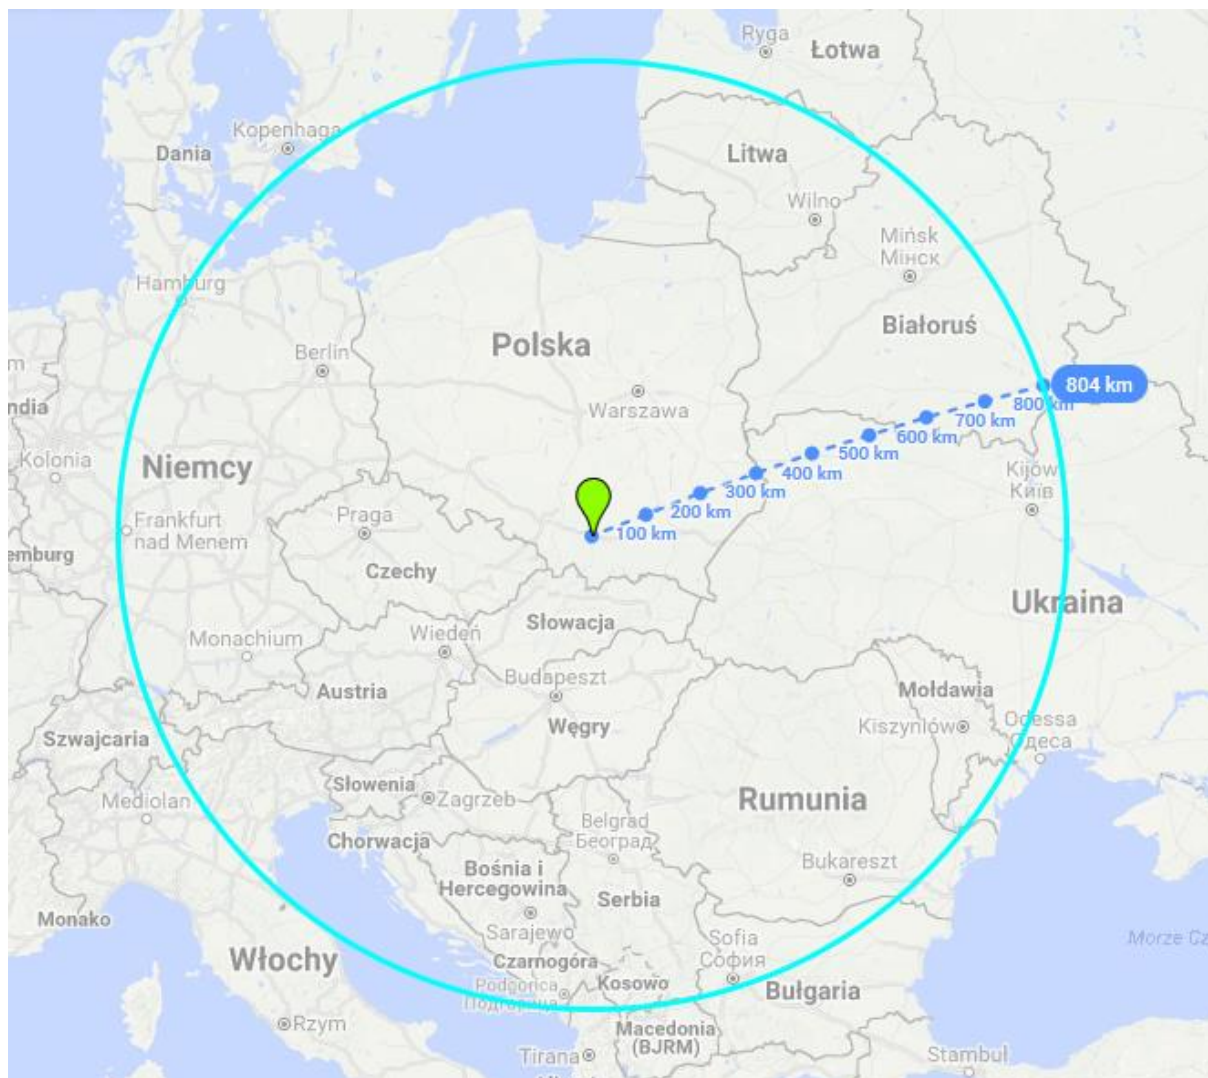 Ryga
Łotwa
Kopenhaga
Dania
Litwa
Wilno
Mińsk
Мінск
Hamburg
Białoruś
Polska
Berlin
Warszawa
804 km
800 km
700 km
600 km
500 km
400 km
300 km
200 km
100 km
Kolonia
Niemcy
Kijów
Київ
Frankfurt
nad Menem
Praga
Czechy
Ukraina
Słowacja
Monachium
Wiedeń
Budapeszt
Austria
Węgry
Mołdawia
Kiszyniów
Odessa
Одеса
Szwajcaria
Słowenia
Zagrzeb
Mediolan
Rumunia
Chorwacja
Belgrad
Београд
Bośnia i
Hercegowina
Bukareszt
Serbia
Monako
Sarajewo
Sofia
София
Morze Cz
Włochy
Czarnogóra
Kosowo
Podgorica
Подгорица
Bułgaria
Rzym
Macedonia
(BJRM)
Tirana
Stambuł